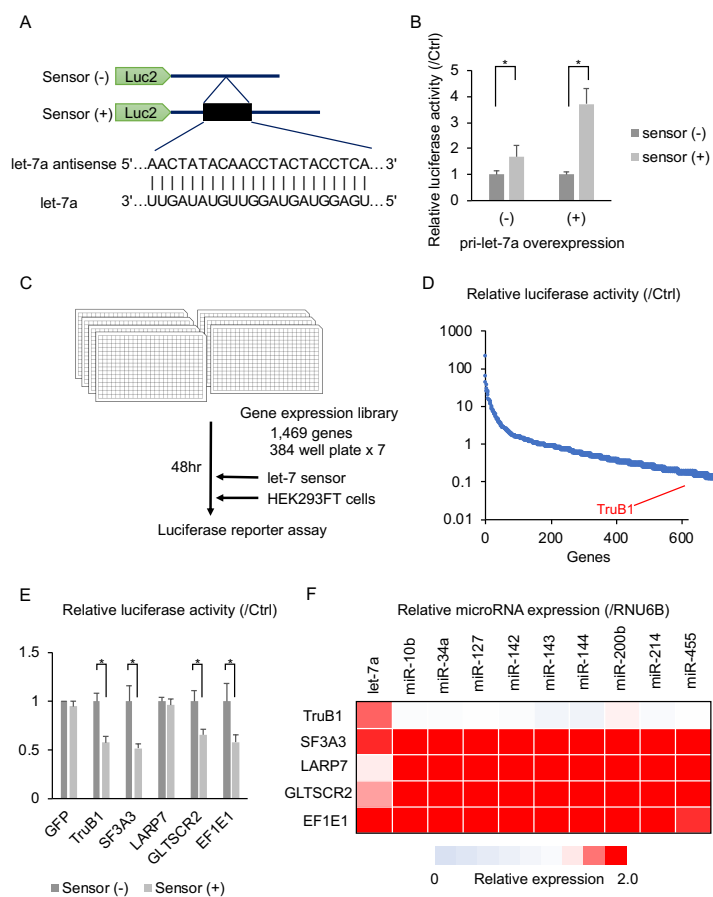 A
Sensor (-) Luc2
Sensor (+) Luc2
let-7a antisense 5'...AACTATACAACCTACTACCTCA...3'
let-7a 3'...UUGAUAUGUUGGAUGAUGGAGU...5'
B
Relative luciferase activity (/Ctrl)
5
4
3
2
1
0
* *
sensor (-)
sensor (+)
(-) (+)
pri-let-7a overexpression
C
Gene expression library
1,469 genes
384 well plate x 7
48hr
let-7 sensor
HEK293FT cells
Luciferase reporter assay
D
Relative luciferase activity (/Ctrl)
1000
100
10
1
0.1
0.01
TruB1
0 200 400 600
Genes
E
Relative luciferase activity (/Ctrl)
1.5
1
0.5
0
* * * *
GFP TruB1 SF3A3 LARP7 GLTSCR2 EF1E1
Sensor (-) Sensor (+)
F
Relative microRNA expression (/RNU6B)
let-7a miR-10b miR-34a miR-127 miR-142 miR-143 miR-144 miR-200b miR-214 miR-455
TruB1
SF3A3
LARP7
GLTSCR2
EF1E1
0 Relative expression 2.0